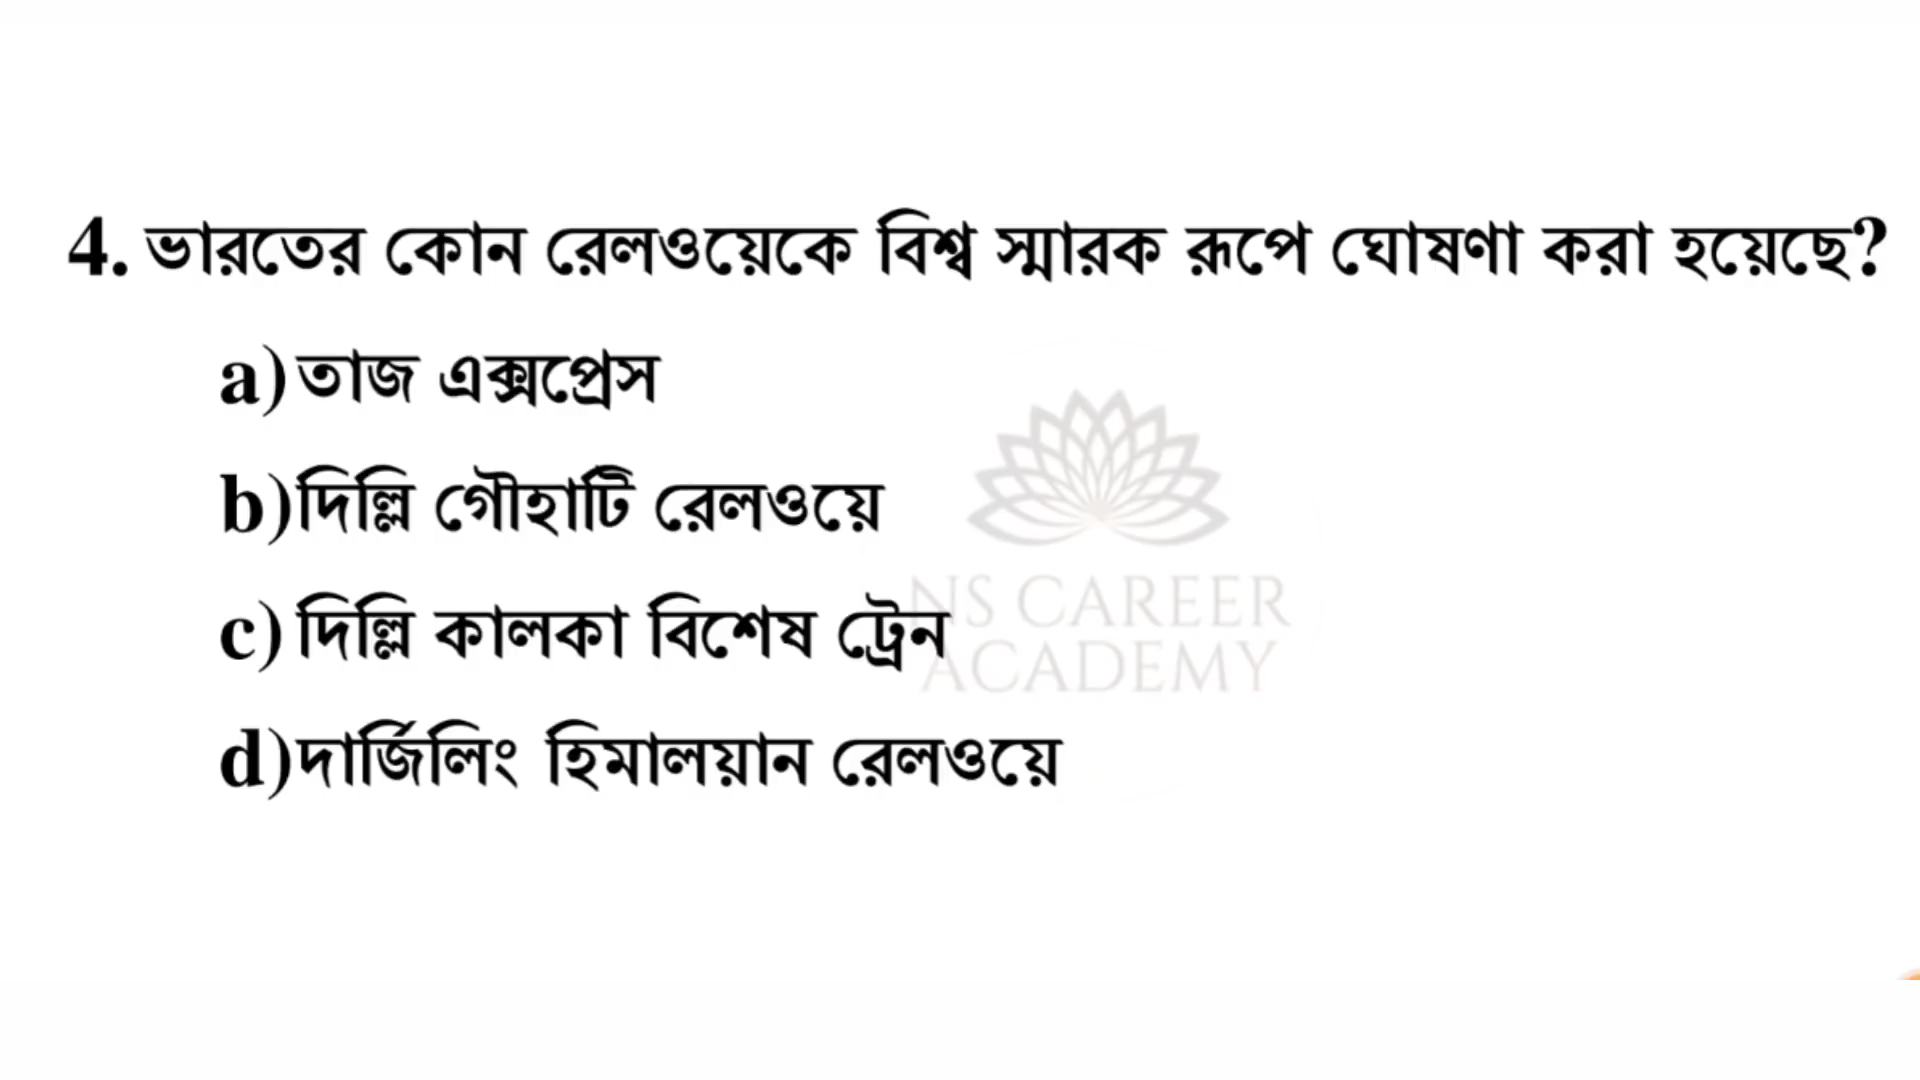 4. ভারতের কোন রেলওয়েকে বিশ্ব স্মারক রূপে ঘোষণা করা হয়েছে?
a) তাজ এক্সপ্রেস
b) দিল্লি গৌহাটি রেলওয়ে
c) দিল্লি কালকা বিশেষ ট্রেন
d) দার্জিলিং হিমালয়ান রেলওয়ে
NS CAREER
ACADEMY